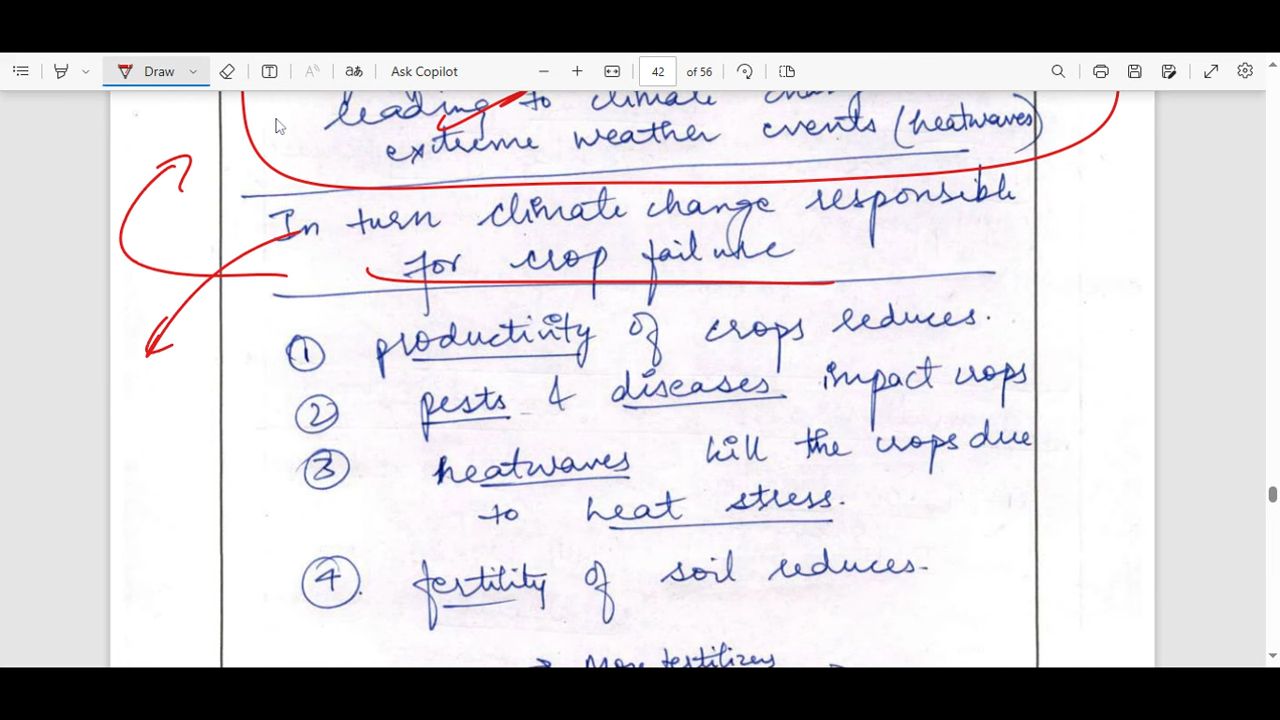 Draw
Ask Copilot
42 of 56
leading to climate
extreme weather events (heatwaves)
In turn climate change responsible
for crop failure
① productivity of crops reduces.
② pests & diseases impact crops
③ heatwaves kill the crops due
to heat stress.
④. fertility of soil reduces.
More fertilizers